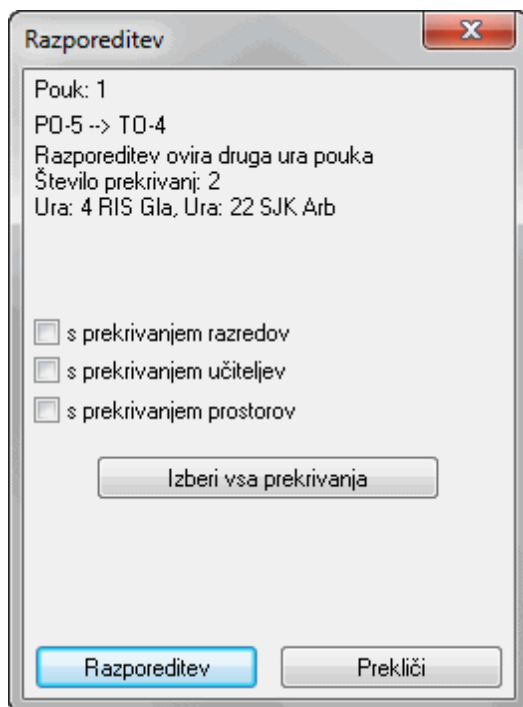 Razporeditev
Pouk: 1
PO-5 --> TO-4
Razporeditev ovira druga ura pouka
Število prekrivanj: 2
Ura: 4 RIS Gla, Ura: 22 SJK Arb
s prekrivanjem razredov
s prekrivanjem učiteljev
s prekrivanjem prostorov
Izberi vsa prekrivanja
Razporeditev
Prekliči